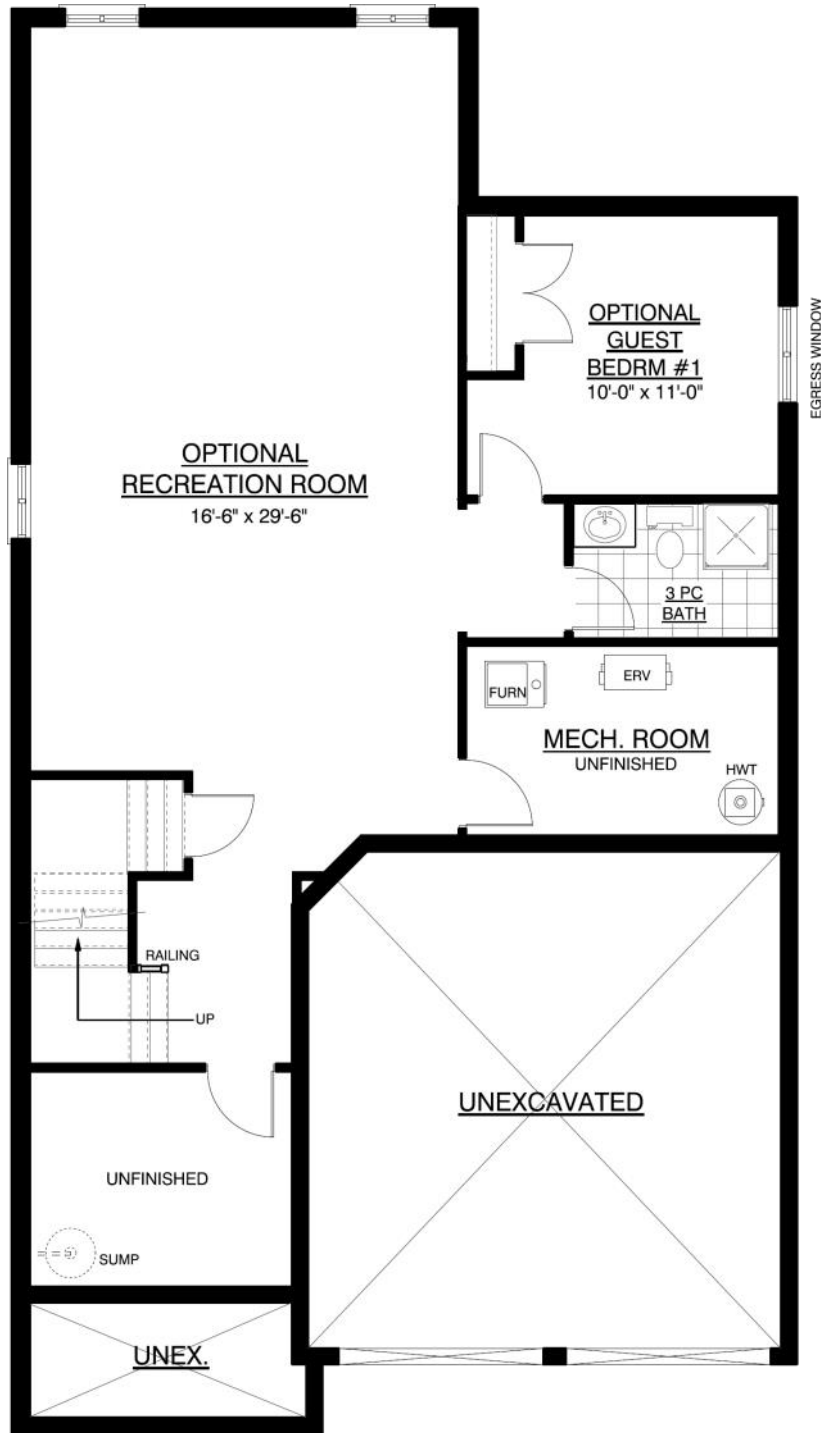 OPTIONAL
GUEST
BEDRM #1
10'-0" x 11'-0"
EGRESS WINDOW
OPTIONAL
RECREATION ROOM
16'-6" x 29'-6"
3 PC
BATH
FURN
ERV
MECH. ROOM
UNFINISHED
HWT
RAILING
UP
UNEXCAVATED
UNFINISHED
SUMP
UNEX.